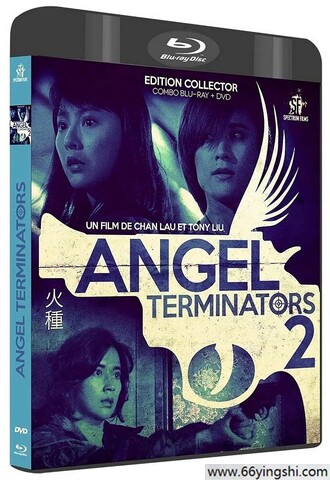 Blu-ray Disc
EDITION COLLECTOR
COMBO BLU-RAY + DVD
SPECTRUM FILMS
UN FILM DE CHAN LAU ET TONY LIU
ANGEL
TERMINATORS
2
火種
ANGEL TERMINATORS
DVD
www.66yingshi.com